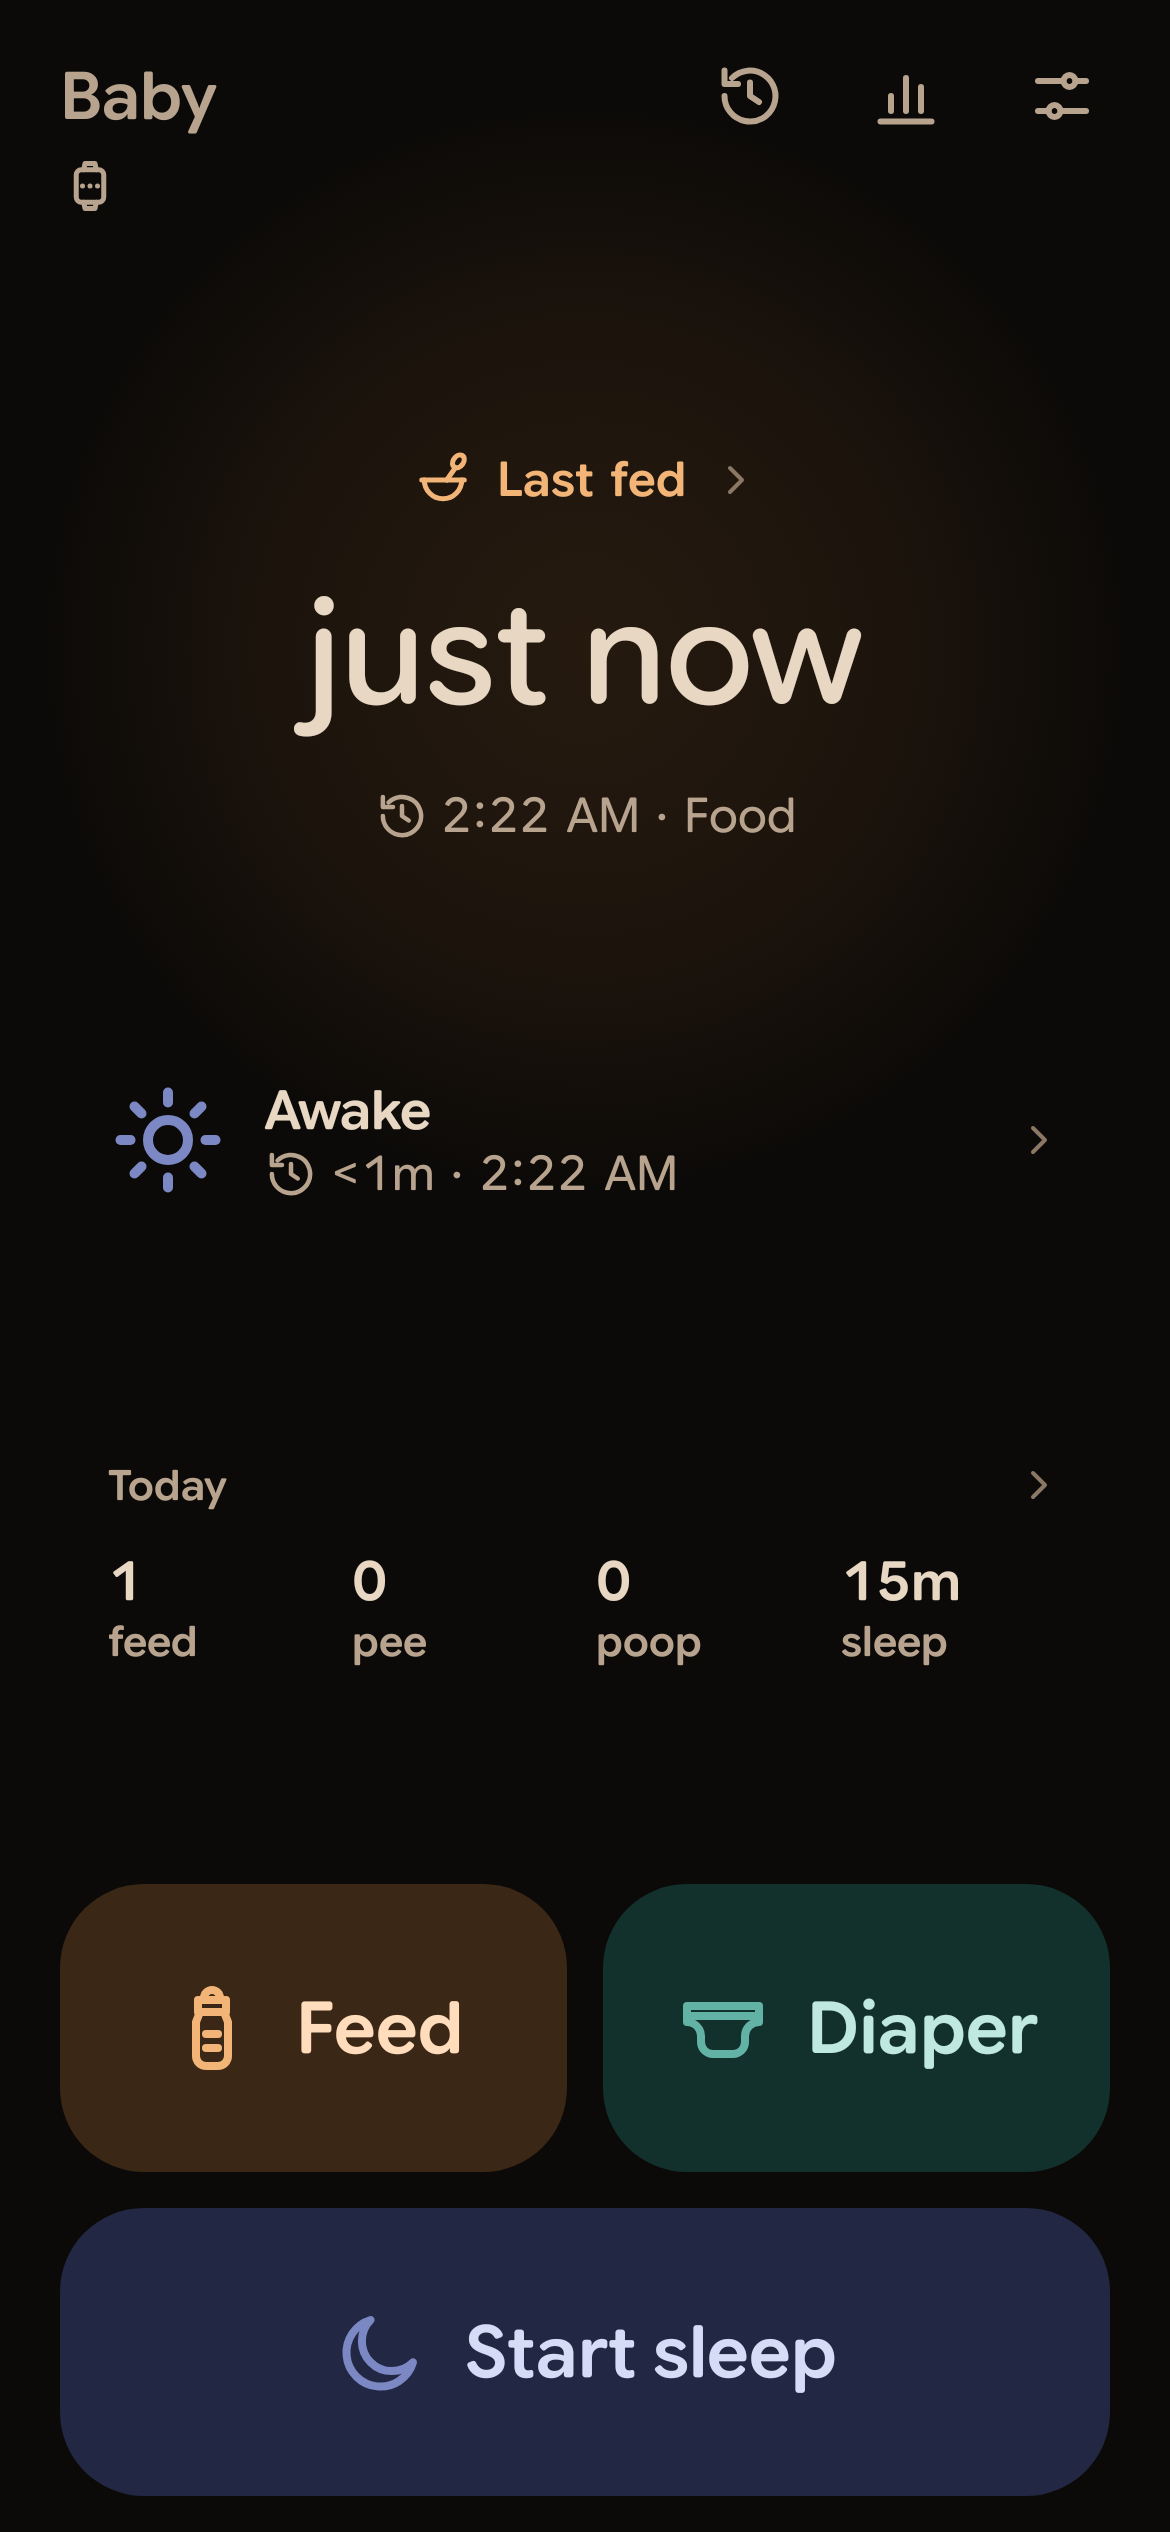 Baby
Last fed
just now
2:22 AM · Food
Awake
<1m · 2:22 AM
Today
1 0 0 15m
feed pee poop sleep
Feed Diaper
Start sleep